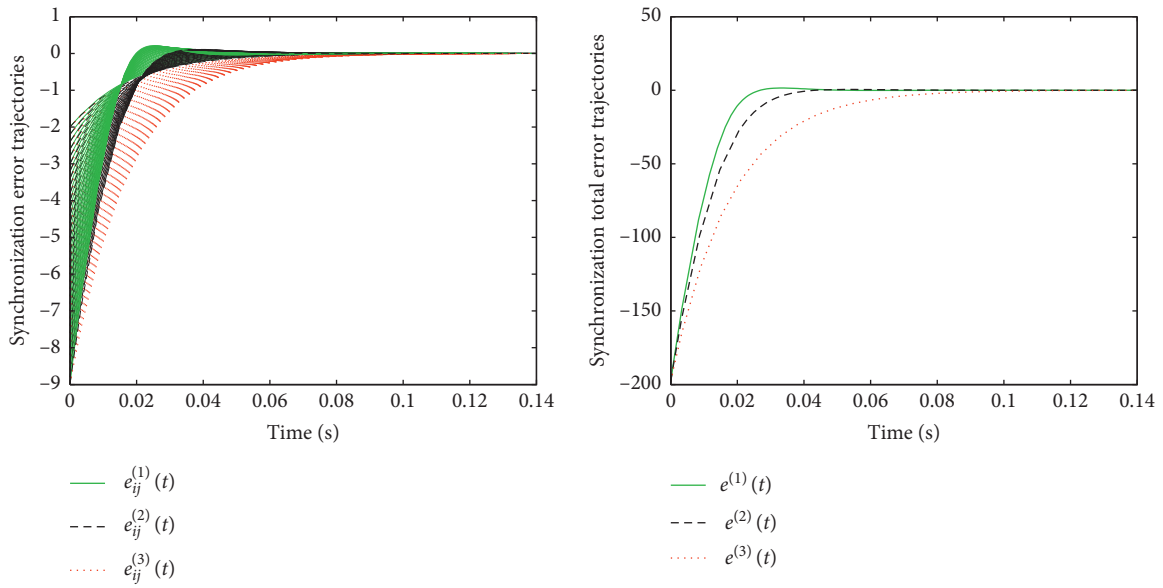 Synchronization error trajectories
1
0
–1
–2
–3
–4
–5
–6
–7
–8
–9
0 0.02 0.04 0.06 0.08 0.1 0.12 0.14
Time (s)
e_{ij}^{(1)} (t)
e_{ij}^{(2)} (t)
e_{ij}^{(3)} (t)
Synchronization total error trajectories
50
0
–50
–100
–150
–200
0 0.02 0.04 0.06 0.08 0.1 0.12 0.14
Time (s)
e^{(1)} (t)
e^{(2)} (t)
e^{(3)} (t)